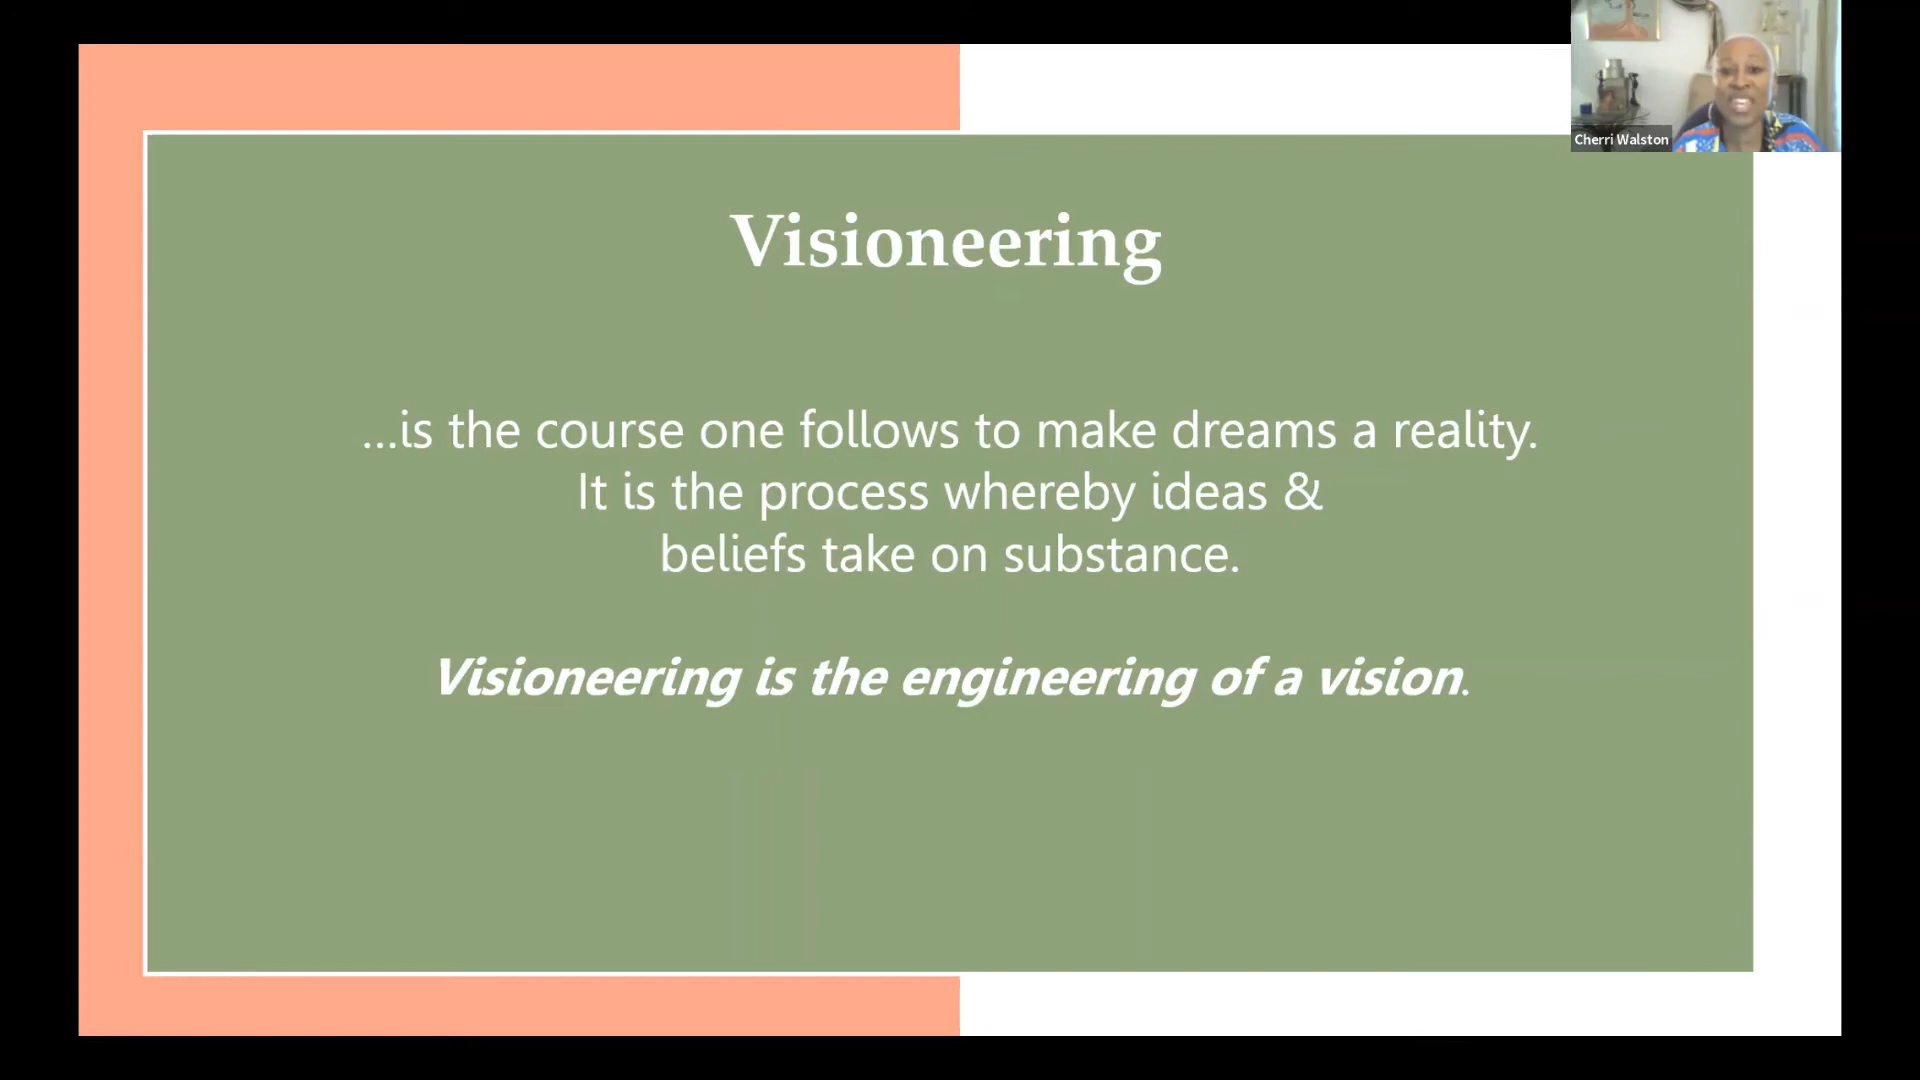 Cherri Walston
Visioneering
...is the course one follows to make dreams a reality.
It is the process whereby ideas &
beliefs take on substance.
Visioneering is the engineering of a vision.